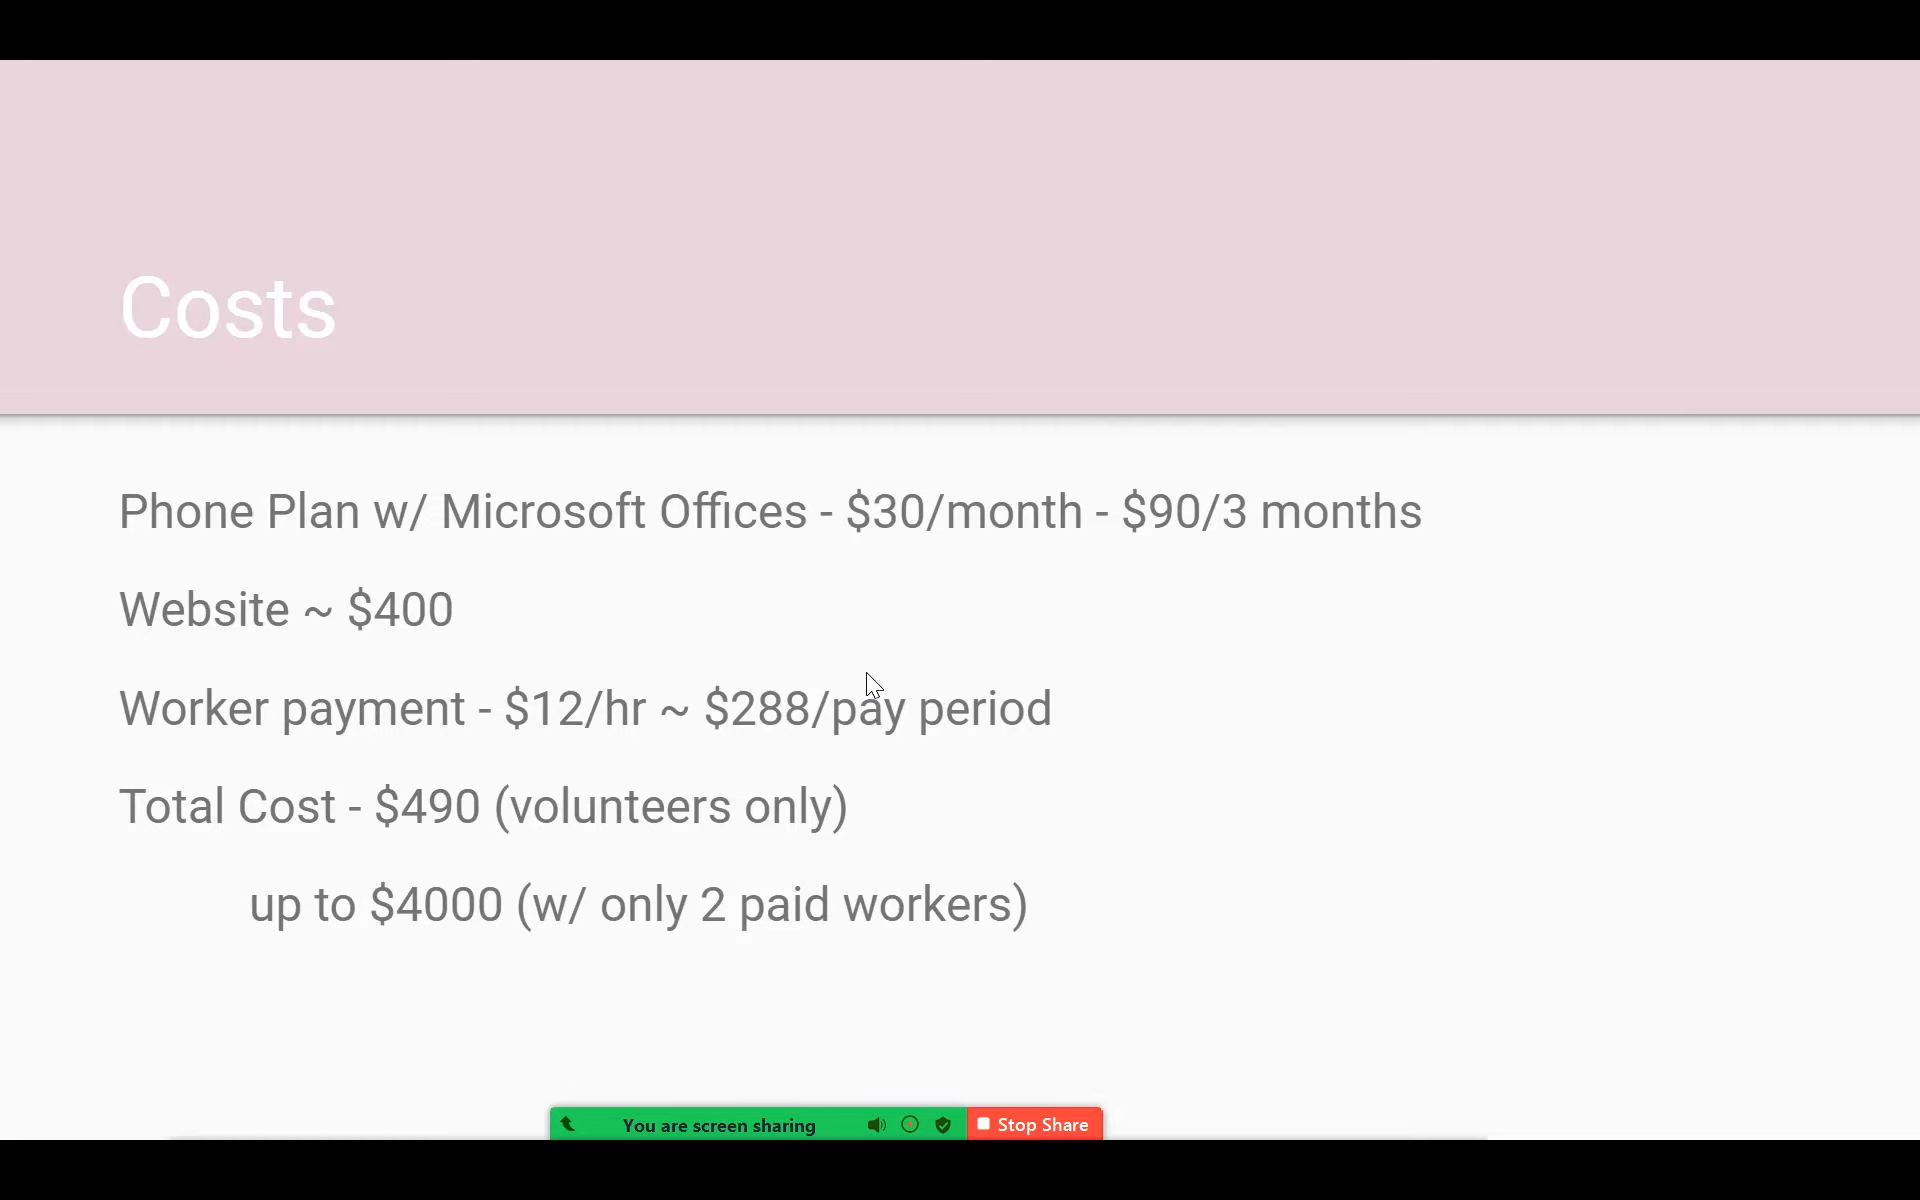 Costs
Phone Plan w/ Microsoft Offices - $30/month - $90/3 months
Website ~ $400
Worker payment - $12/hr ~ $288/pay period
Total Cost - $490 (volunteers only)
up to $4000 (w/ only 2 paid workers)
You are screen sharing
Stop Share